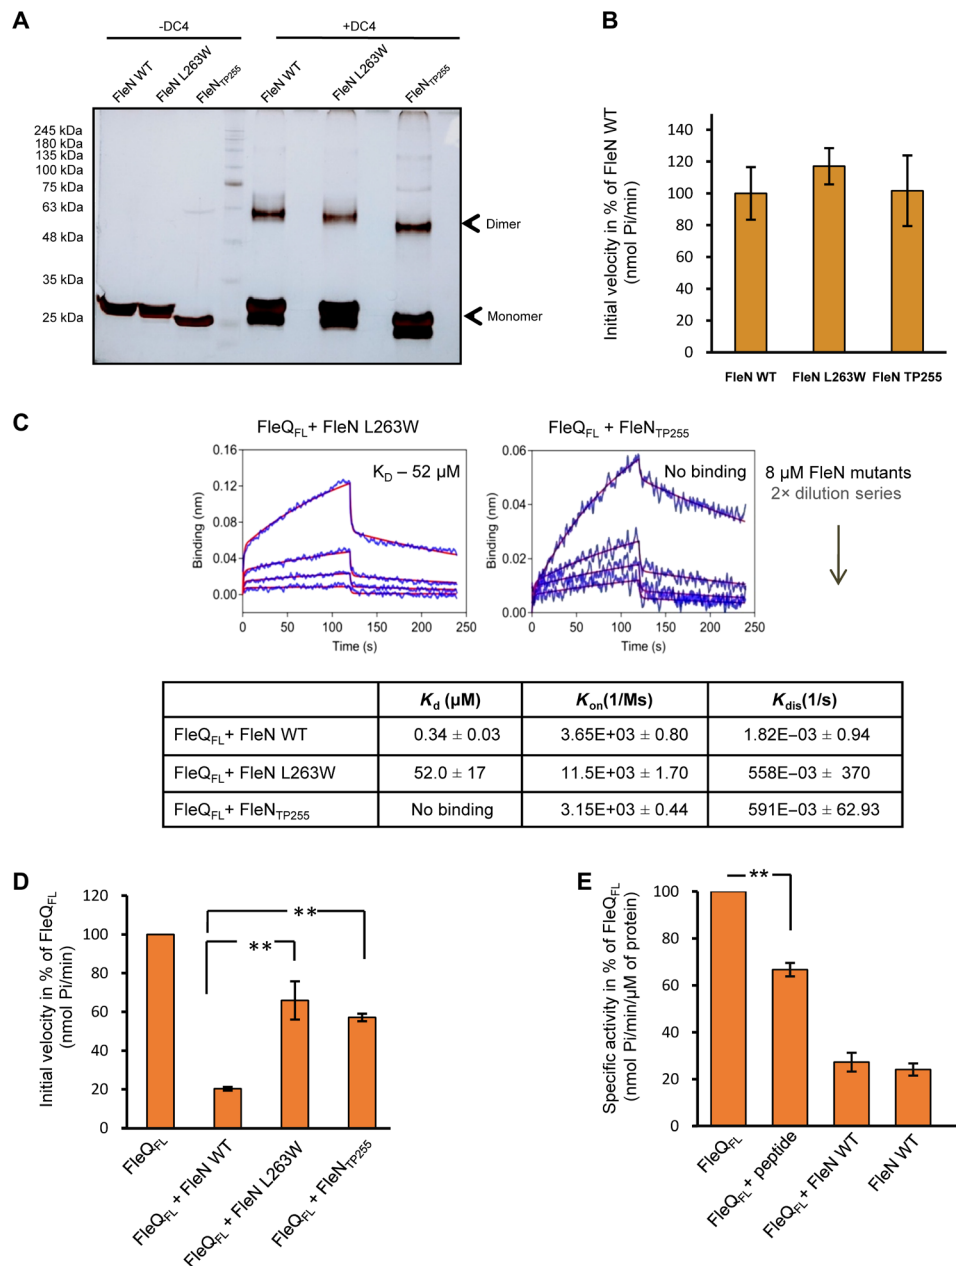 A
-DC4
+DC4
FleN WT
FleN L263W
FleN_TP255
FleN WT
FleN L263W
FleN_TP255
245 kDa
180 kDa
135 kDa
100 kDa
75 kDa
63 kDa
48 kDa
35 kDa
25 kDa
Dimer
Monomer
B
Initial velocity in % of FleN WT
(nmol Pi/min)
140
120
100
80
60
40
20
0
FleN WT
FleN L263W
FleN TP255
C
FleQ_FL+ FleN L263W
K_D – 52 µM
Binding (nm)
0.16
0.12
0.08
0.04
0.00
0
50
100
150
200
250
Time (s)
FleQ_FL + FleN_TP255
No binding
Binding (nm)
0.06
0.04
0.02
0.00
0
50
100
150
200
250
Time (s)
8 µM FleN mutants
2× dilution series
K_d (µM) K_on(1/Ms) K_dis(1/s)
FleQ_FL+ FleN WT 0.34 ± 0.03 3.65E+03 ± 0.80 1.82E–03 ± 0.94
FleQ_FL+ FleN L263W 52.0 ± 17 11.5E+03 ± 1.70 558E–03 ± 370
FleQ_FL+ FleN_TP255 No binding 3.15E+03 ± 0.44 591E–03 ± 62.93
D
Initial velocity in % of FleQ_FL
(nmol Pi/min)
120
100
80
60
40
20
0
**
**
FleQ_FL
FleQ_FL + FleN WT
FleQ_FL + FleN L263W
FleQ_FL + FleN_TP255
E
Specific activity in % of FleQ_FL
(nmol Pi/min/µM of protein)
100
80
60
40
20
0
**
FleQ_FL
FleQ_FL+ peptide
FleQ_FL + FleN WT
FleN WT